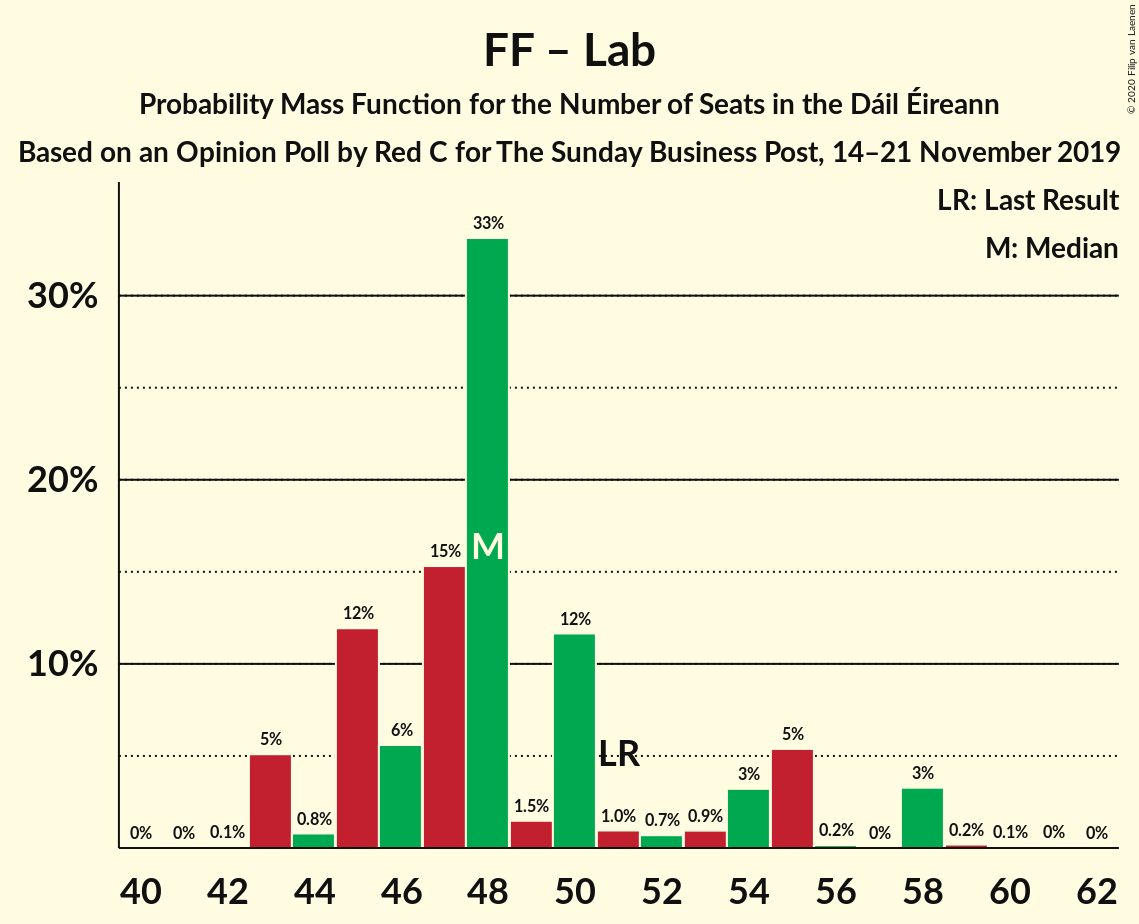 FF – Lab
Probability Mass Function for the Number of Seats in the Dáil Éireann
Based on an Opinion Poll by Red C for The Sunday Business Post, 14–21 November 2019
© 2020 Filip van Laenen
LR: Last Result
M: Median
30%
20%
10%
0%
0%
0.1%
5%
0.8%
12%
6%
15%
33%
M
1.5%
12%
LR
1.0%
0.7%
0.9%
3%
5%
0.2%
0%
3%
0.2%
0.1%
0%
0%
40 42 44 46 48 50 52 54 56 58 60 62